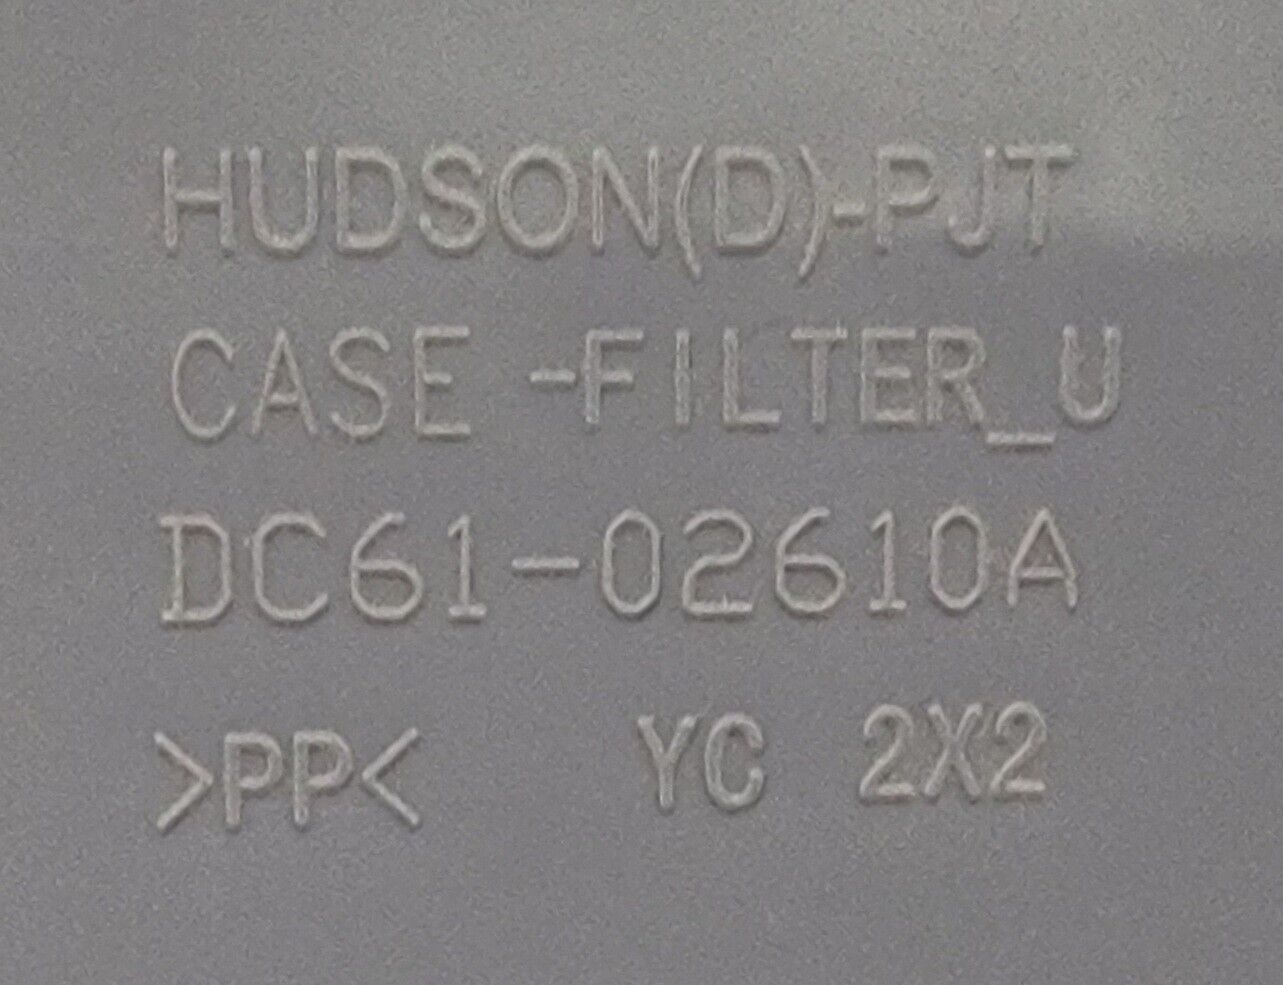 HUDSON(D)-PJT
CASE -FILTER_U
DC61-02610A
>PP< YC 2X2